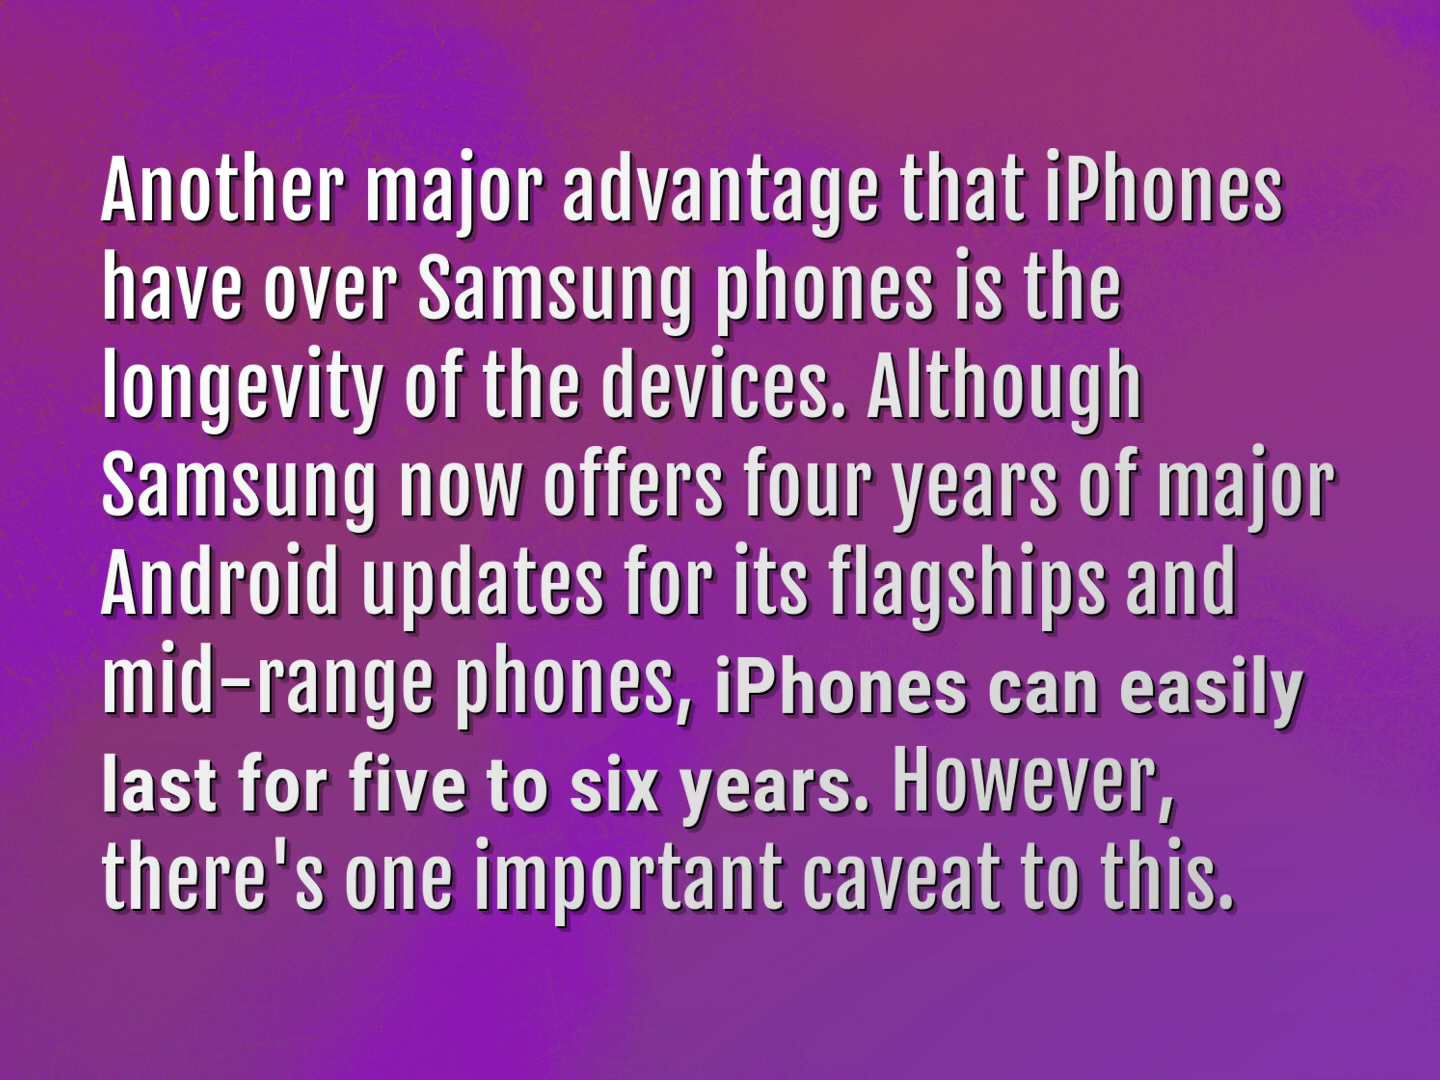 Another major advantage that iPhones
have over Samsung phones is the
longevity of the devices. Although
Samsung now offers four years of major
Android updates for its flagships and
mid-range phones, iPhones can easily
last for five to six years. However,
there's one important caveat to this.